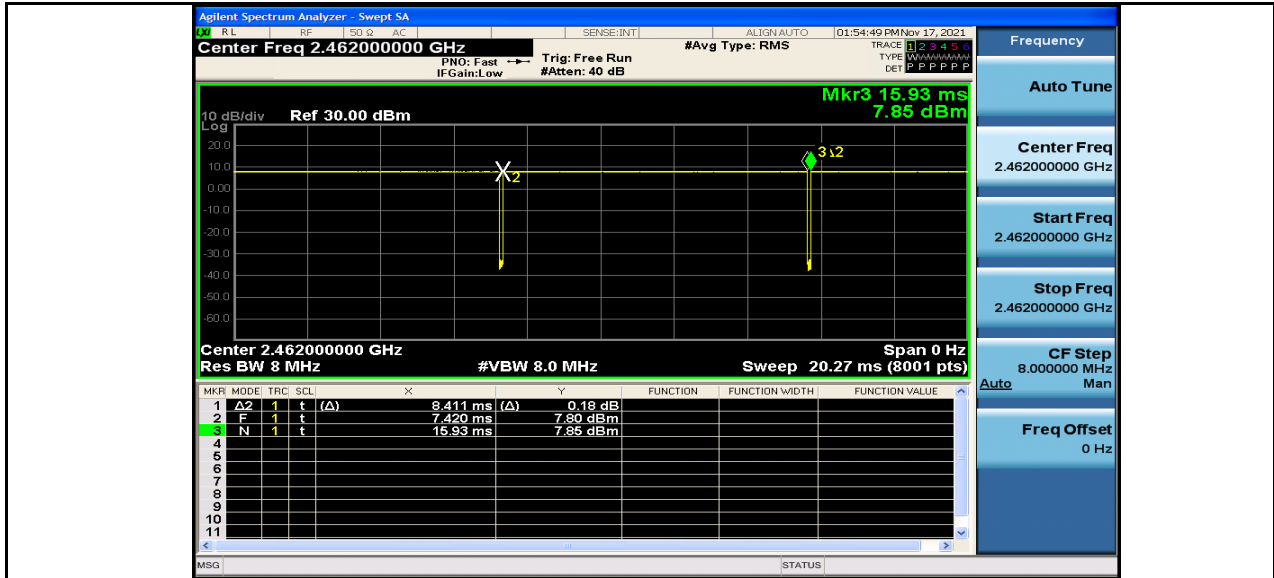 Agilent Spectrum Analyzer - Swept SA
LXI RL RF 50 Ω AC SENSE:INT ALIGN AUTO 01:54:49 PM Nov 17, 2021
Center Freq 2.462000000 GHz #Avg Type: RMS TRACE 1 2 3 4 5 6
PNO: Fast Trig: Free Run TYPE WWWWWW
IFGain:Low #Atten: 40 dB DET P P P P P P
Mkr3 15.93 ms
7.85 dBm
10 dB/div Ref 30.00 dBm
Log
20.0
10.0
0.00
-10.0
-20.0
-30.0
-40.0
-50.0
-60.0
2
3 1Δ2
Center 2.462000000 GHz Span 0 Hz
Res BW 8 MHz #VBW 8.0 MHz Sweep 20.27 ms (8001 pts)
MKR MODE TRC SCL X Y FUNCTION FUNCTION WIDTH FUNCTION VALUE
1 Δ2 1 t (Δ) 8.411 ms (Δ) 0.18 dB
2 F 1 t 7.420 ms 7.80 dBm
3 N 1 t 15.93 ms 7.85 dBm
4
5
6
7
8
9
10
11
MSG STATUS
Frequency
Auto Tune
Center Freq
2.462000000 GHz
Start Freq
2.462000000 GHz
Stop Freq
2.462000000 GHz
CF Step
8.000000 MHz
Auto Man
Freq Offset
0 Hz